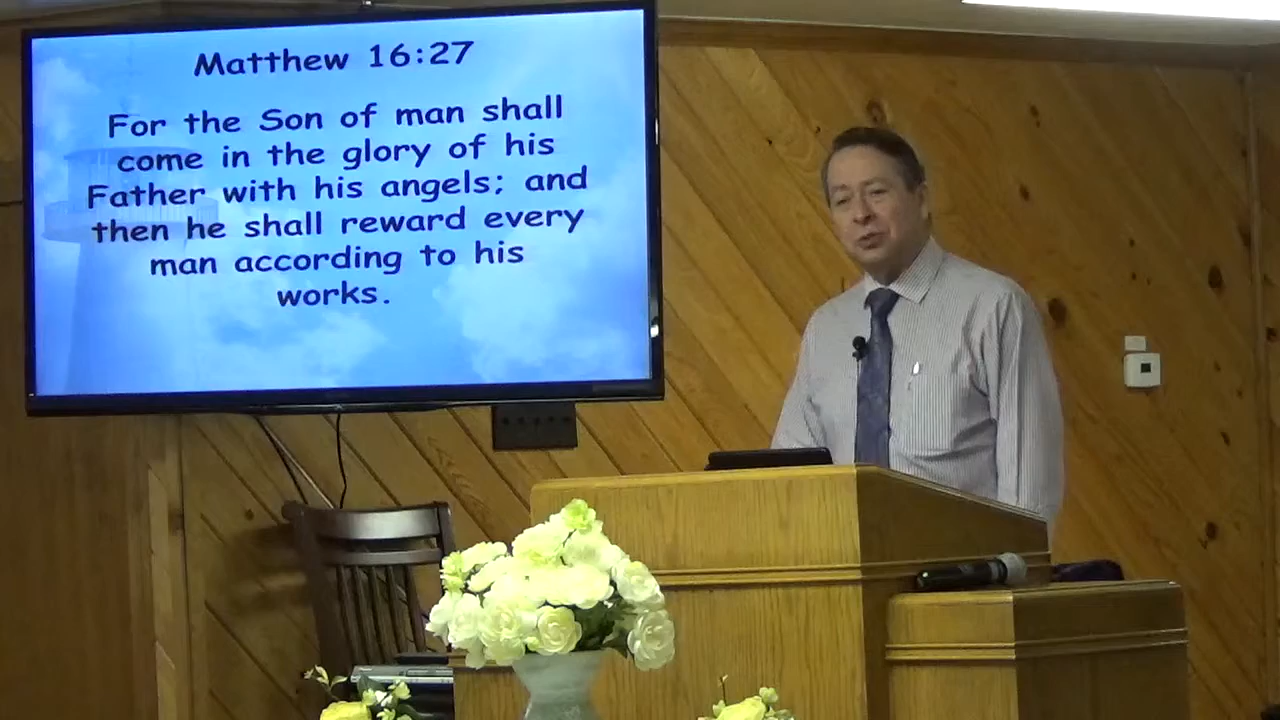 Matthew 16:27
For the Son of man shall
come in the glory of his
Father with his angels; and
then he shall reward every
man according to his
works.